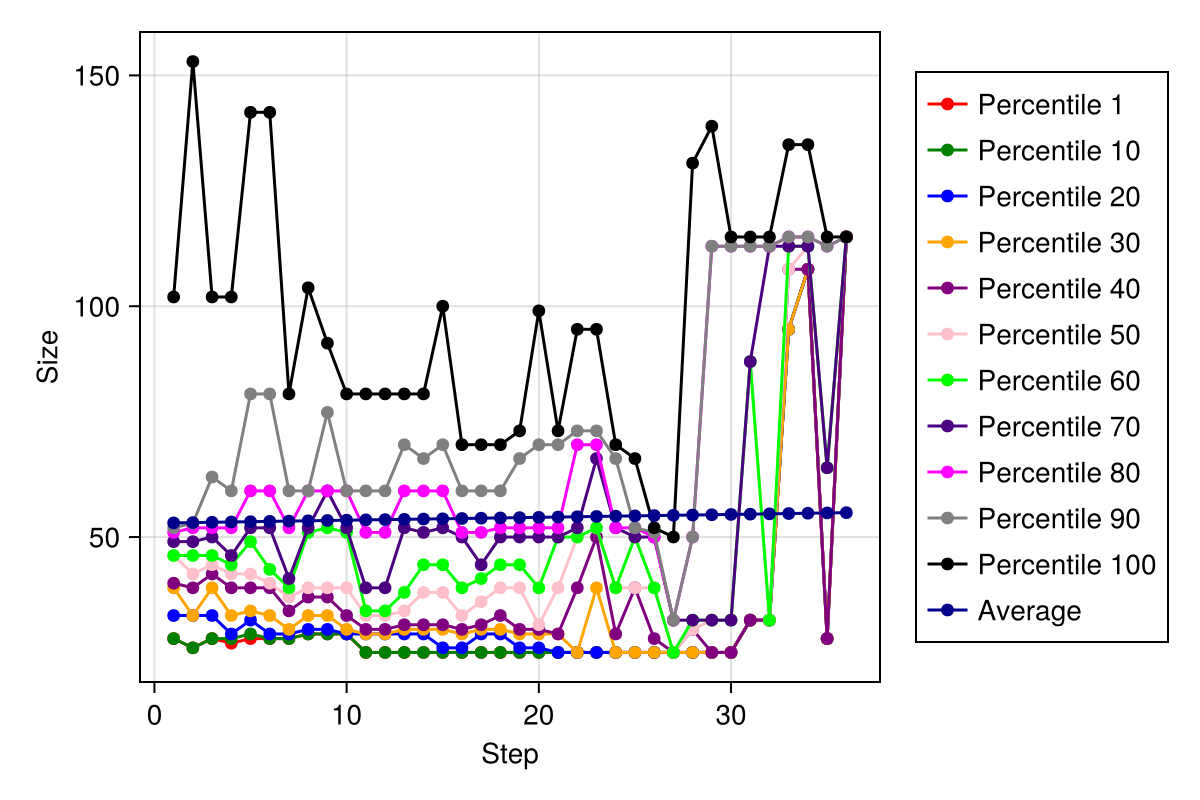 150
100
50
0
10
20
30
Size
Step
Percentile 1
Percentile 10
Percentile 20
Percentile 30
Percentile 40
Percentile 50
Percentile 60
Percentile 70
Percentile 80
Percentile 90
Percentile 100
Average